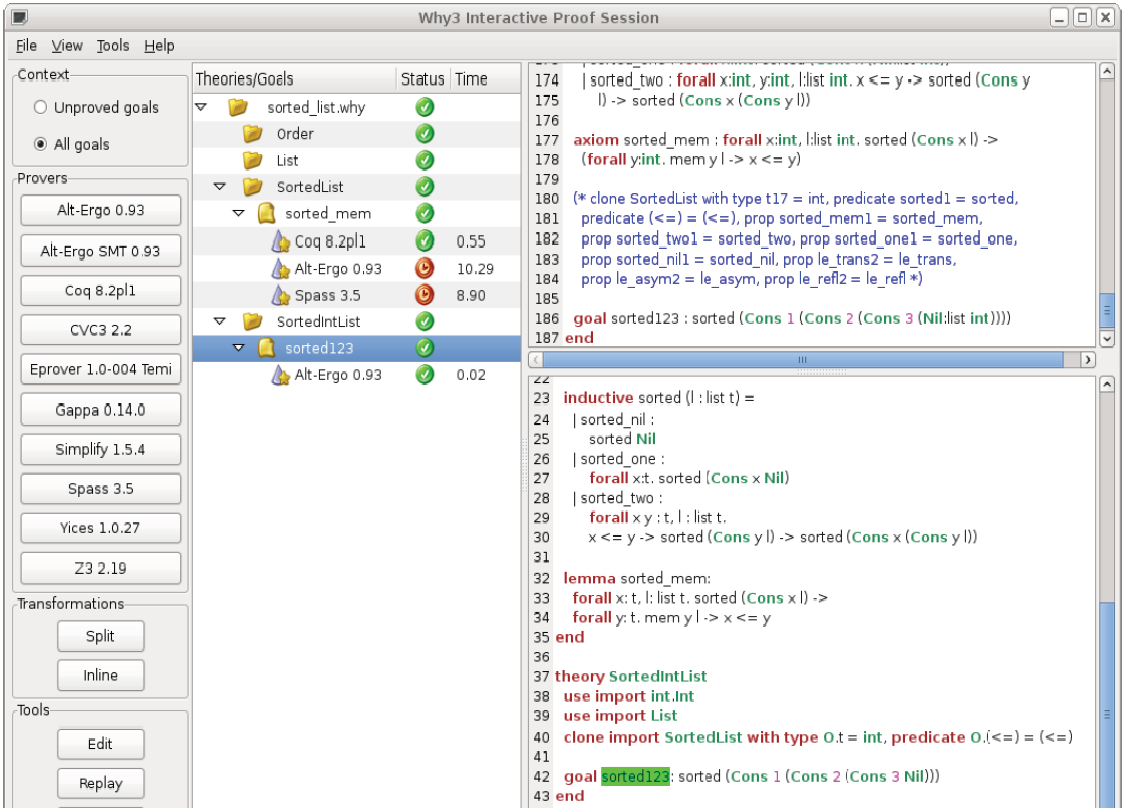 Why3 Interactive Proof Session
File View Tools Help
Context
Unproved goals
All goals
Provers
Alt-Ergo 0.93
Alt-Ergo SMT 0.93
Coq 8.2pl1
CVC3 2.2
Eprover 1.0-004 Temi
Gappa 0.14.0
Simplify 1.5.4
Spass 3.5
Yices 1.0.27
Z3 2.19
Transformations
Split
Inline
Tools
Edit
Replay
Theories/Goals Status Time
sorted_list.why
Order
List
SortedList
sorted_mem
Coq 8.2pl1 0.55
Alt-Ergo 0.93 10.29
Spass 3.5 8.90
SortedIntList
sorted123
Alt-Ergo 0.93 0.02
174 | sorted_two : forall x:int, y:int, l:list int. x <= y -> sorted (Cons y
175 l) -> sorted (Cons x (Cons y l))
176
177 axiom sorted_mem : forall x:int, l:list int. sorted (Cons x l) ->
178 (forall y:int. mem y l -> x <= y)
179
180 (* clone SortedList with type t17 = int, predicate sorted1 = sorted,
181 predicate (<=) = (<=), prop sorted_mem1 = sorted_mem,
182 prop sorted_two1 = sorted_two, prop sorted_one1 = sorted_one,
183 prop sorted_nil1 = sorted_nil, prop le_trans2 = le_trans,
184 prop le_asym2 = le_asym, prop le_refl2 = le_refl *)
185
186 goal sorted123 : sorted (Cons 1 (Cons 2 (Cons 3 (Nil:list int))))
187 end
22
23 inductive sorted (l : list t) =
24 | sorted_nil :
25 sorted Nil
26 | sorted_one :
27 forall x:t. sorted (Cons x Nil)
28 | sorted_two :
29 forall x y : t, l : list t.
30 x <= y -> sorted (Cons y l) -> sorted (Cons x (Cons y l))
31
32 lemma sorted_mem:
33 forall x: t, l: list t. sorted (Cons x l) ->
34 forall y: t. mem y l -> x <= y
35 end
36
37 theory SortedIntList
38 use import int.Int
39 use import List
40 clone import SortedList with type O.t = int, predicate O.(<=) = (<=)
41
42 goal sorted123: sorted (Cons 1 (Cons 2 (Cons 3 Nil)))
43 end